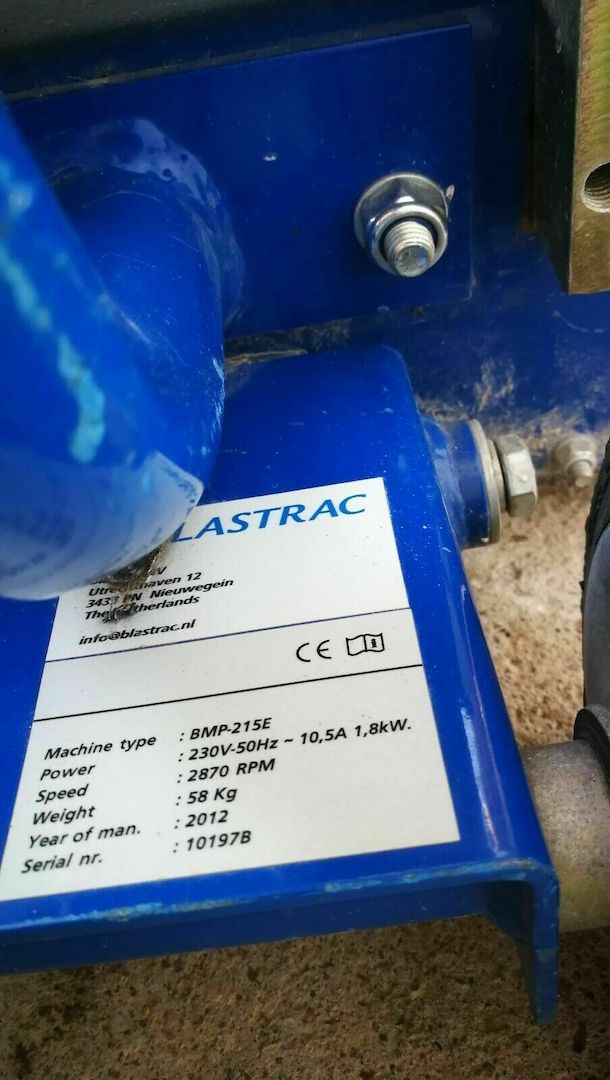 LASTRAC
12
Nieuwegein
info@blastrac.nl
CE
Machine type : BMP-215E
Power : 230V-50Hz ~ 10,5A 1,8kW.
Speed : 2870 RPM
Weight : 58 Kg
Year of man. : 2012
Serial nr. : 10197B